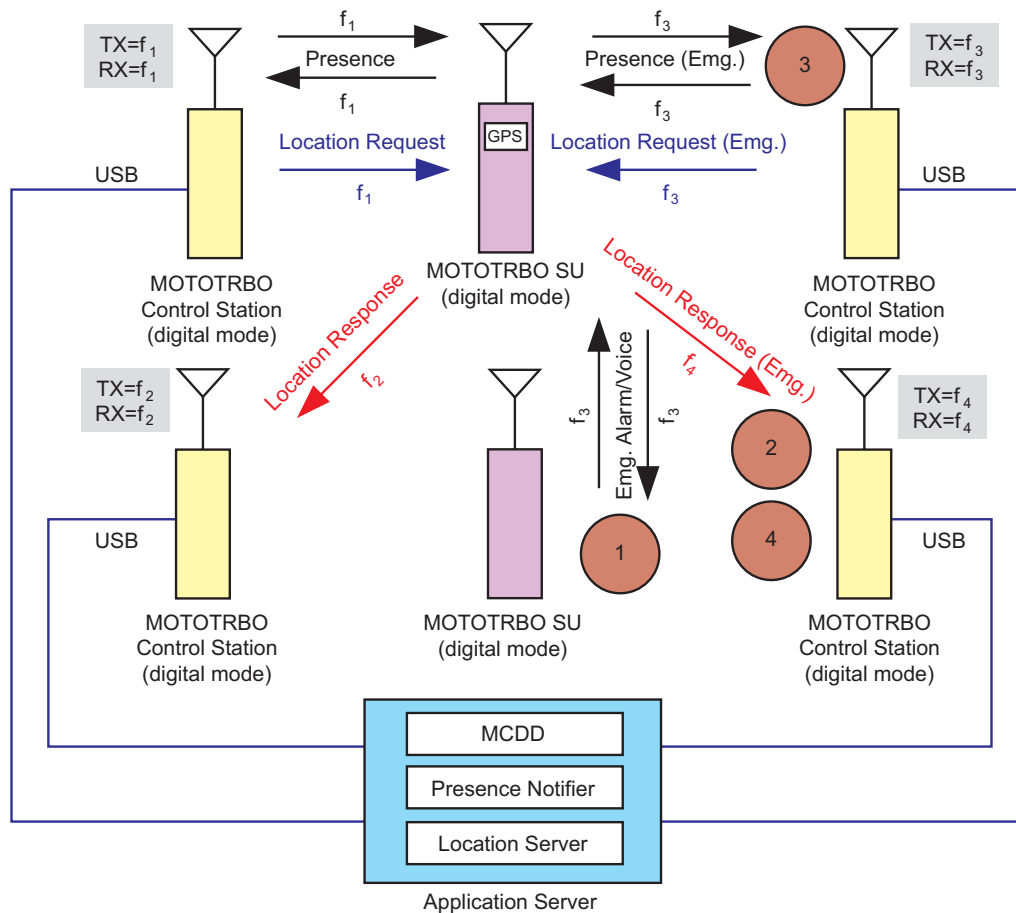 TX=f1
RX=f1
f1
Presence
f1
f3
Presence (Emg.)
f3
3
TX=f3
RX=f3
GPS
Location Request
f1
Location Request (Emg.)
f3
USB
USB
MOTOTRBO
Control Station
(digital mode)
MOTOTRBO SU
(digital mode)
MOTOTRBO
Control Station
(digital mode)
Location Response
f2
Location Response (Emg.)
f4
TX=f2
RX=f2
f3
Emg. Alarm/Voice
f3
TX=f4
RX=f4
2
4
1
USB
USB
MOTOTRBO
Control Station
(digital mode)
MOTOTRBO SU
(digital mode)
MOTOTRBO
Control Station
(digital mode)
MCDD
Presence Notifier
Location Server
Application Server